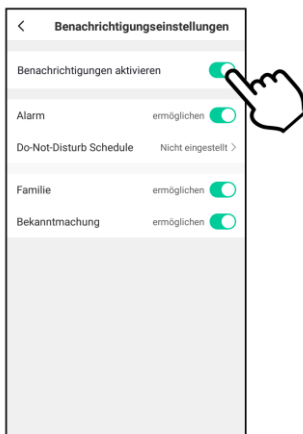 Benachrichtigungseinstellungen
Benachrichtigungen aktivieren
Alarm ermöglichen
Do-Not-Disturb Schedule Nicht eingestellt >
Familie ermöglichen
Bekanntmachung ermöglichen